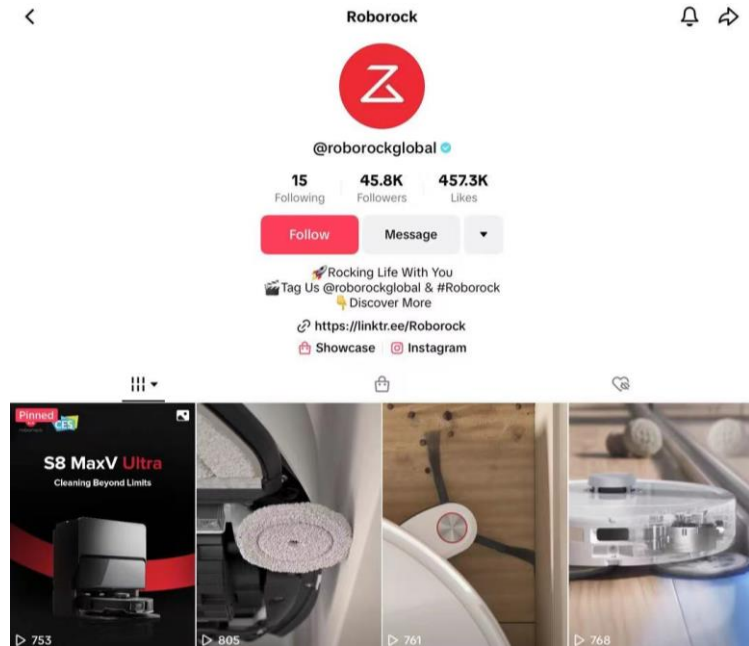 Roborock
@roborockglobal
15 45.8K 457.3K
Following Followers Likes
Follow Message
🚀Rocking Life With You
🎬Tag Us @roborockglobal & #Roborock
👇Discover More
https://linktr.ee/Roborock
Showcase Instagram
Pinned
CES
S8 MaxV Ultra
Cleaning Beyond Limits
753 805 761 768